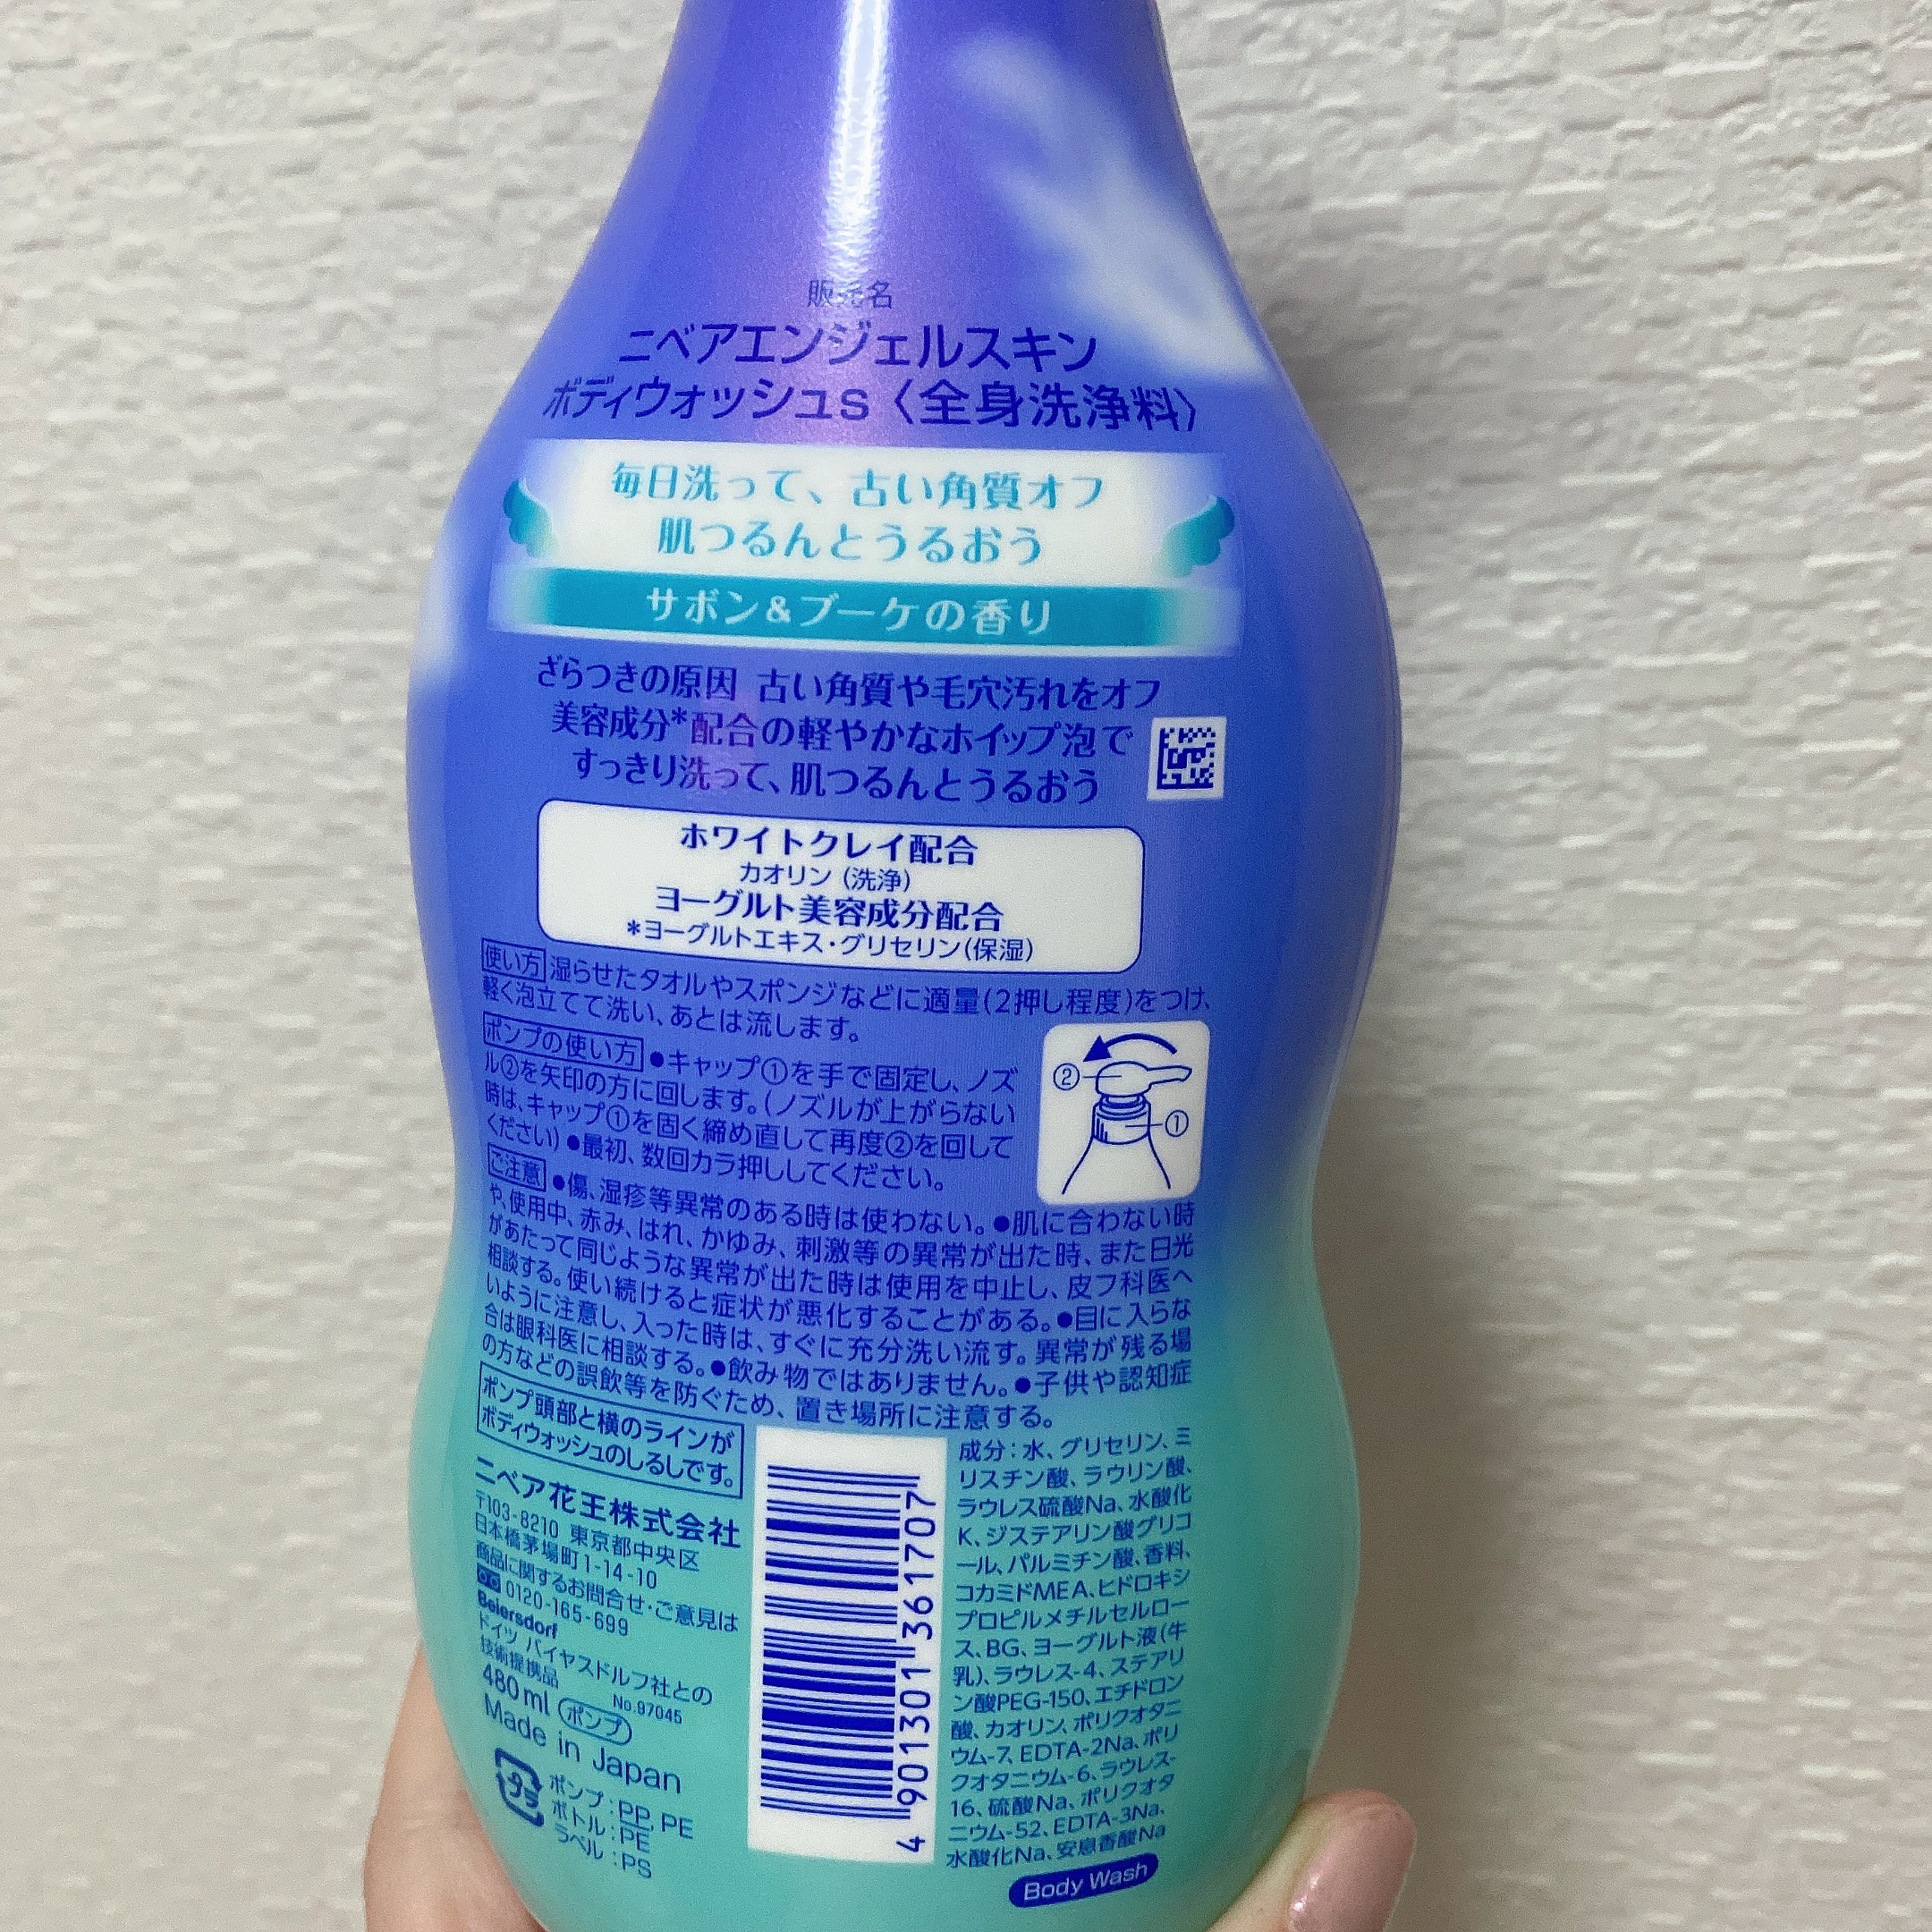 販売名
ニベアエンジェルスキン
ボディウォッシュS〈全身洗浄料〉
毎日洗って、古い角質オフ
肌つるんとうるおう
サボン&ブーケの香り
ざらつきの原因 古い角質や毛穴汚れをオフ
美容成分*配合の軽やかなホイップ泡で
すっきり洗って、肌つるんとうるおう
ホワイトクレイ配合
カオリン(洗浄)
ヨーグルト美容成分配合
*ヨーグルトエキス・グリセリン(保湿)
使い方 湿らせたタオルやスポンジなどに適量(2押し程度)をつけ、
軽く泡立てて洗い、あとは流します。
ポンプの使い方 ●キャップ①を手で固定し、ノズ
ル②を矢印の方に回します。(ノズルが上がらない
時は、キャップ①を固く締め直して再度②を回して
ください)●最初、数回カラ押ししてください。
②
①
ご注意 ●傷、湿疹等異常のある時は使わない。●肌に合わない時
や、使用中、赤み、はれ、かゆみ、刺激等の異常が出た時、また日光
があたって同じような異常が出た時は使用を中止し、皮フ科医へ
相談する。使い続けると症状が悪化することがある。●目に入らな
いように注意し、入った時は、すぐに充分洗い流す。異常が残る場
合は眼科医に相談する。●飲み物ではありません。●子供や認知症
の方などの誤飲等を防ぐため、置き場所に注意する。
ポンプ頭部と横のラインが
ボディウォッシュのしるしです。
ニベア花王株式会社
〒103-8210 東京都中央区
日本橋茅場町1-14-10
商品に関するお問合せ・ご意見は
0120-165-699
Beiersdorf
ドイツ バイヤスドルフ社との
技術提携品
No.97045
480ml ポンプ
Made in Japan
プラ
ポンプ:PP, PE
ボトル:PE
ラベル:PS
4 901301 361707
成分:水、グリセリン、ミ
リスチン酸、ラウリン酸、
ラウレス硫酸Na、水酸化
K、ジステアリン酸グリコ
ール、パルミチン酸、香料、
コカミドMEA、ヒドロキシ
プロピルメチルセルロー
ス、BG、ヨーグルト液(牛
乳)、ラウレス-4、ステアリ
ン酸PEG-150、エチドロン
酸、カオリン、ポリクオタニ
ウム-7、EDTA-2Na、ポリ
クオタニウム-6、ラウレス-
16、硫酸Na、ポリクオタ
ニウム-52、EDTA-3Na、
水酸化Na、安息香酸Na
Body Wash